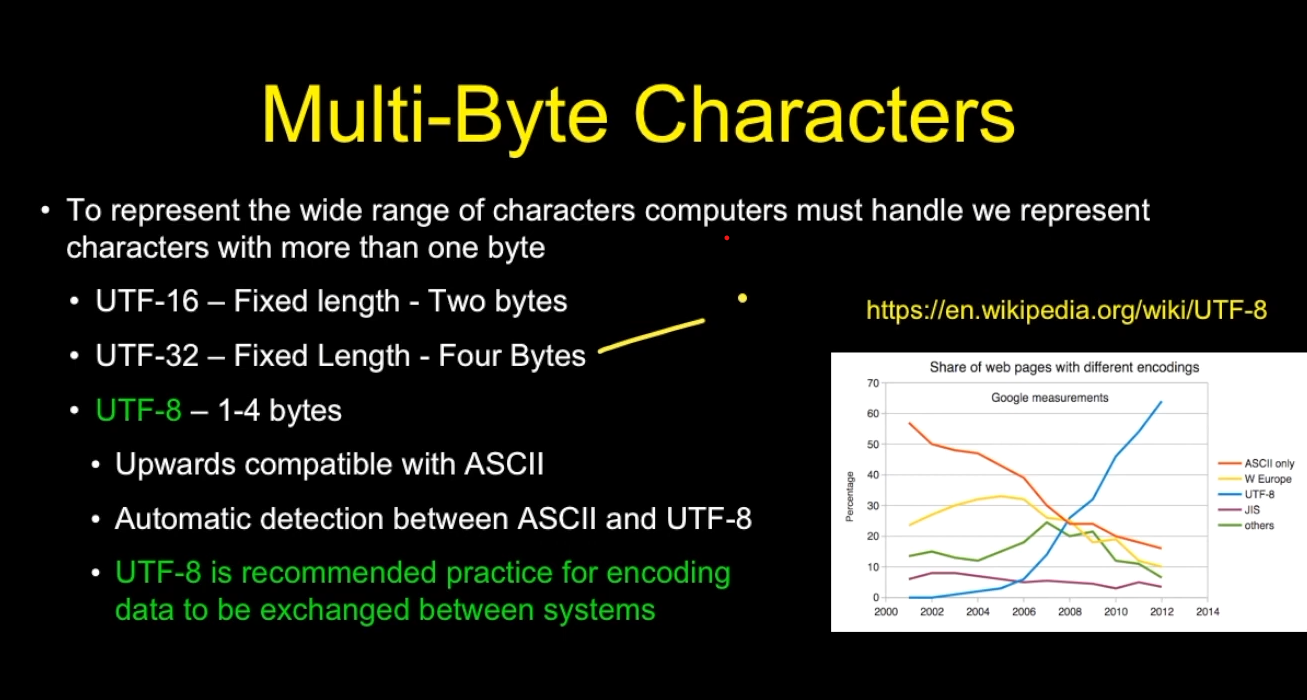 Multi-Byte Characters
• To represent the wide range of characters computers must handle we represent
characters with more than one byte
• UTF-16 – Fixed length - Two bytes
• UTF-32 – Fixed Length - Four Bytes
• UTF-8 – 1-4 bytes
• Upwards compatible with ASCII
• Automatic detection between ASCII and UTF-8
• UTF-8 is recommended practice for encoding
data to be exchanged between systems
https://en.wikipedia.org/wiki/UTF-8
Share of web pages with different encodings
Google measurements
Percentage
70
60
50
40
30
20
10
0
2000 2002 2004 2006 2008 2010 2012 2014
ASCII only
W Europe
UTF-8
JIS
others